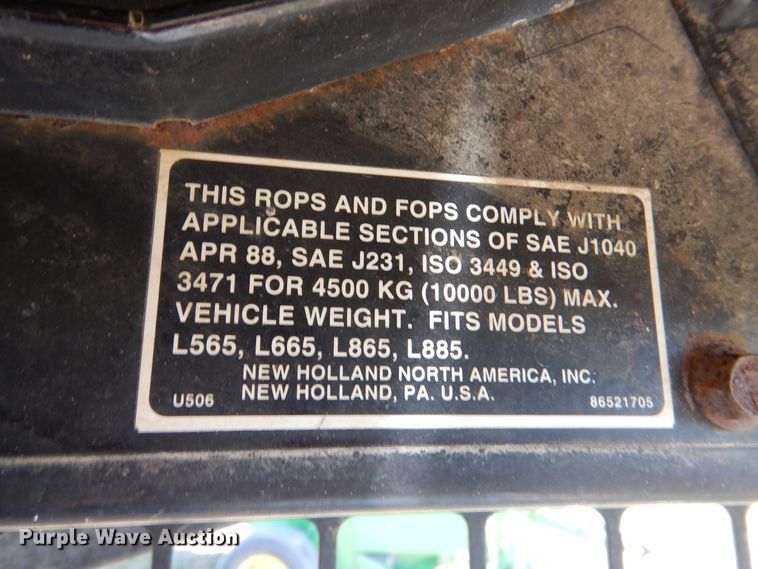 THIS ROPS AND FOPS COMPLY WITH
APPLICABLE SECTIONS OF SAE J1040
APR 88, SAE J231, ISO 3449 & ISO
3471 FOR 4500 KG (10000 LBS) MAX.
VEHICLE WEIGHT. FITS MODELS
L565, L665, L865, L885.
NEW HOLLAND NORTH AMERICA, INC.
U506 NEW HOLLAND, PA. U.S.A. 86521705
Purple Wave Auction